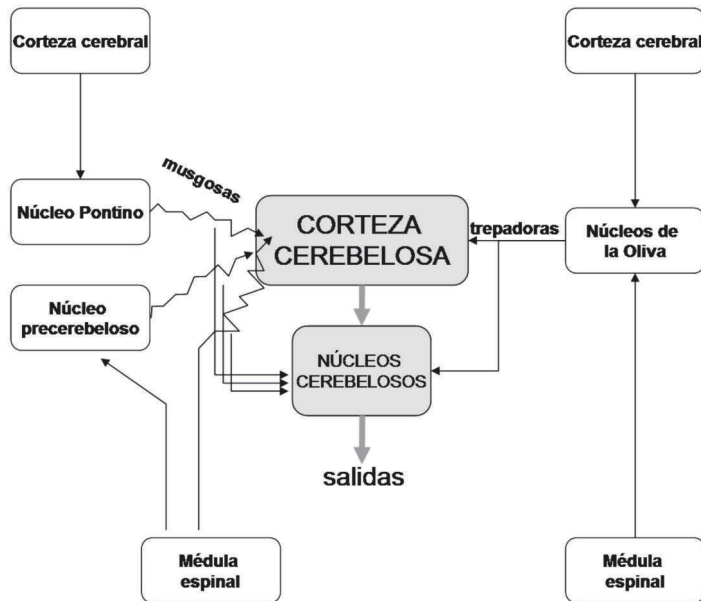 Corteza cerebral
Corteza cerebral
musgosas
Núcleo Pontino
CORTEZA
CEREBELOSA
trepadoras
Núcleos de
la Oliva
Núcleo
precerebeloso
NÚCLEOS
CEREBELOSOS
salidas
Médula
espinal
Médula
espinal